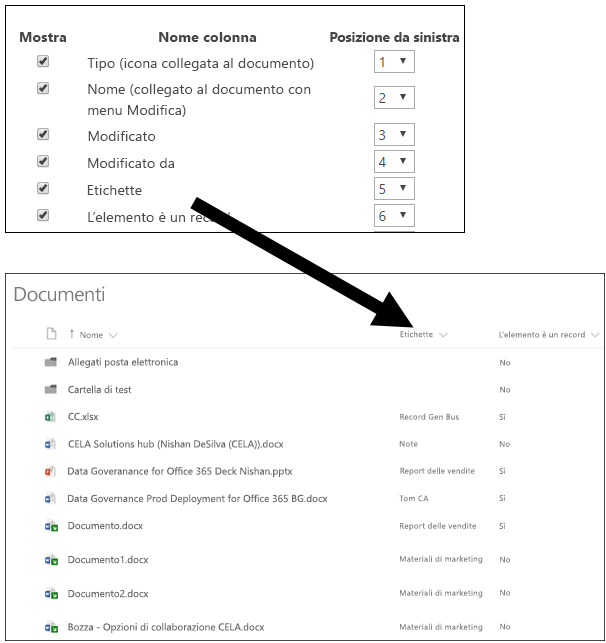 Mostra Nome colonna Posizione da sinistra
Tipo (icona collegata al documento) 1
Nome (collegato al documento con
menu Modifica) 2
Modificato 3
Modificato da 4
Etichette 5
L'elemento è un record 6
Documenti
Nome Etichette L'elemento è un record
Allegati posta elettronica No
Cartella di test No
CC.xlsx Record Gen Bus Sì
CELA Solutions hub (Nishan DeSilva (CELA)).docx Note No
Data Goveranance for Office 365 Deck Nishan.pptx Report delle vendite Sì
Data Governance Prod Deployment for Office 365 BG.docx Tom CA Sì
Documento.docx Report delle vendite Sì
Documento1.docx Materiali di marketing No
Documento2.docx Materiali di marketing No
Bozza - Opzioni di collaborazione CELA.docx Materiali di marketing No